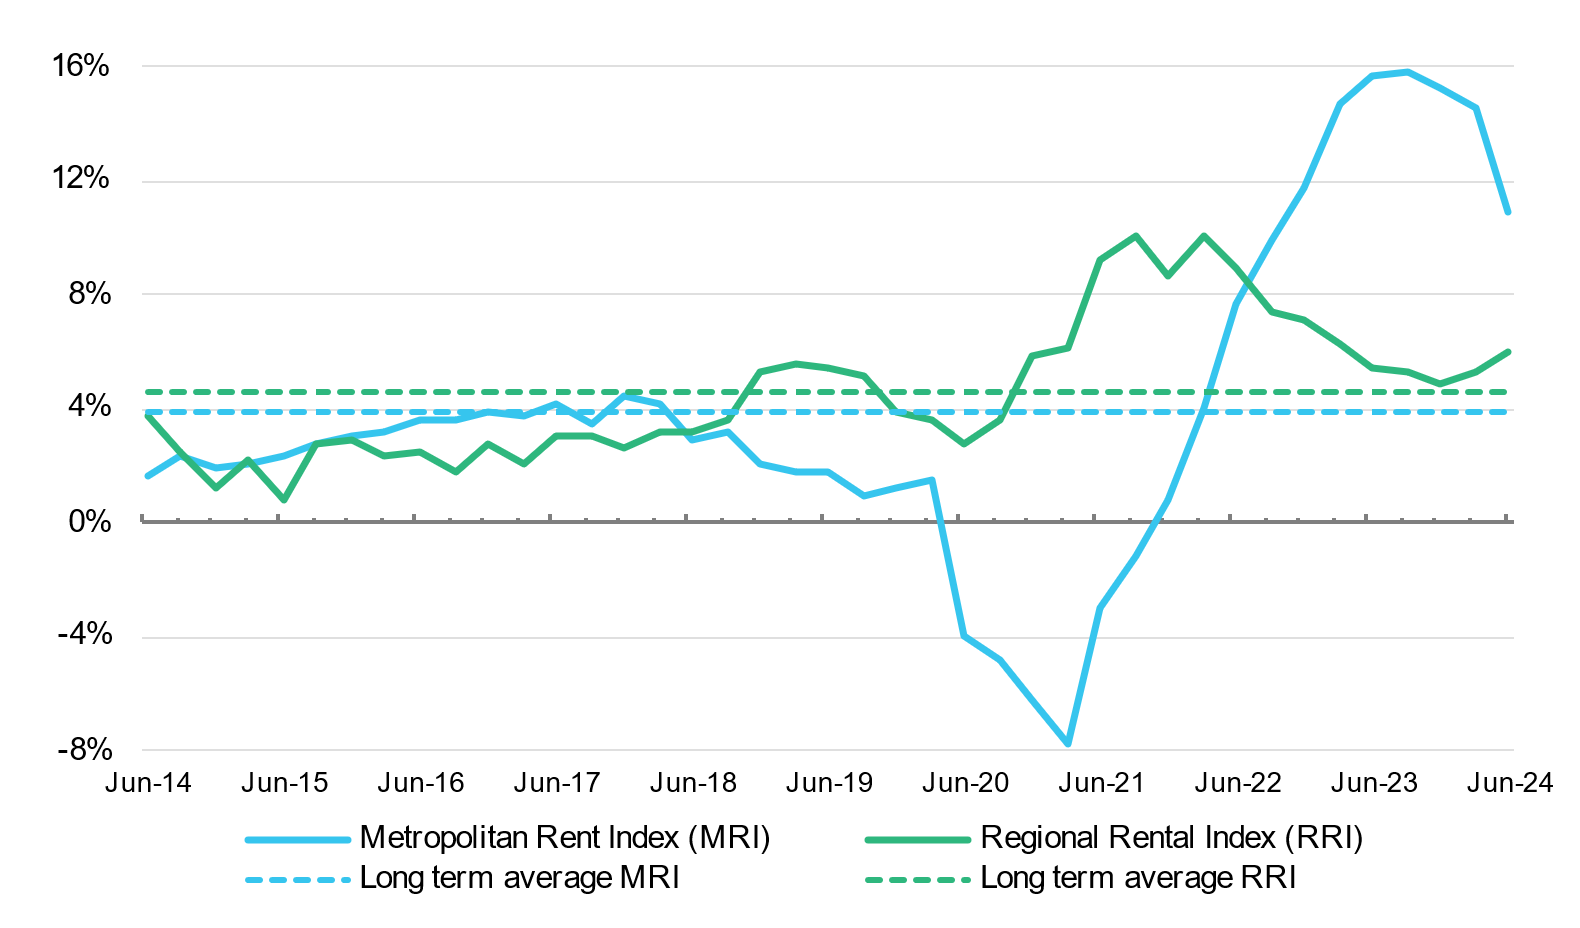 16%
12%
8%
4%
0%
-4%
-8%
Jun-14 Jun-15 Jun-16 Jun-17 Jun-18 Jun-19 Jun-20 Jun-21 Jun-22 Jun-23 Jun-24
Metropolitan Rent Index (MRI) Regional Rental Index (RRI)
Long term average MRI Long term average RRI